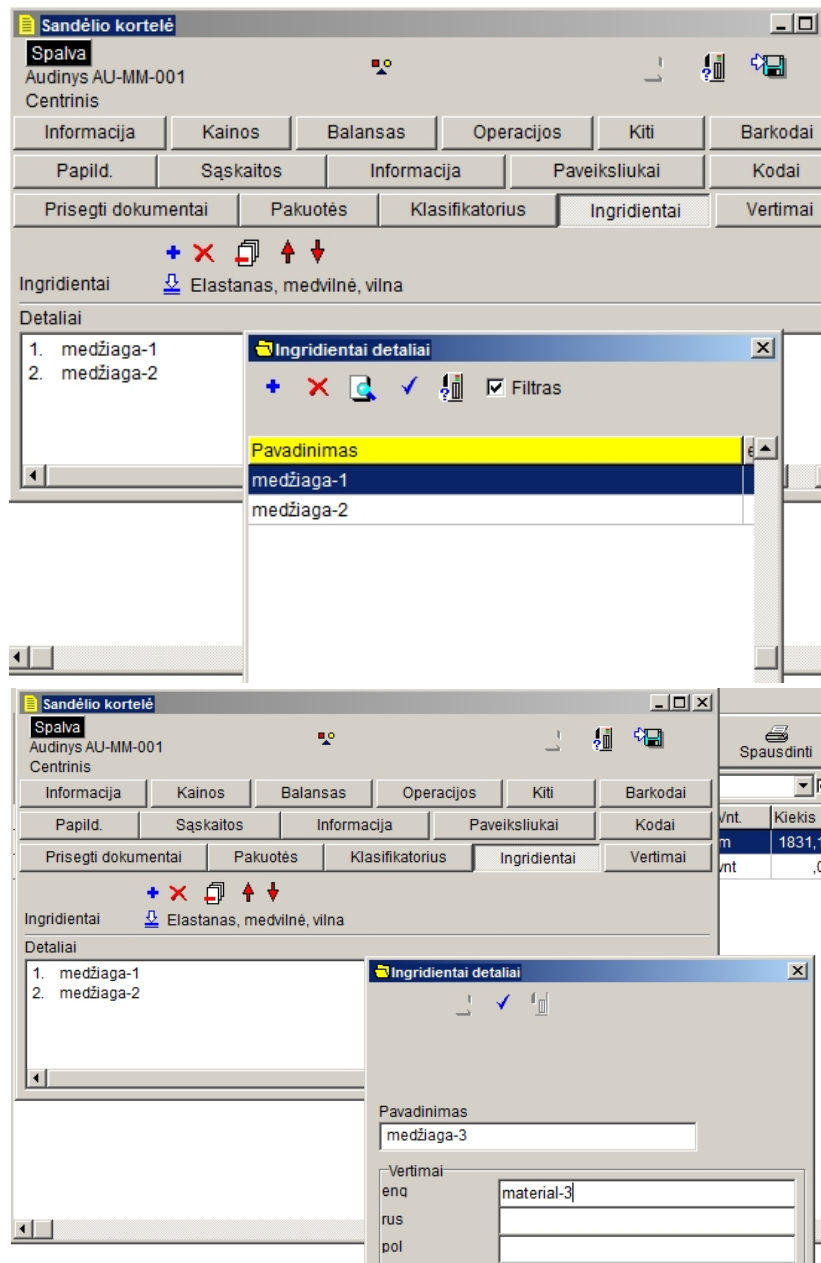 Sandėlio kortelė
Spalva
Audinys AU-MM-001
Centrinis
Informacija Kainos Balansas Operacijos Kiti Barkodai
Papild. Sąskaitos Informacija Paveiksliukai Kodai
Prisegti dokumentai Pakuotės Klasifikatorius Ingridientai Vertimai
Ingridientai Elastanas, medvilnė, vilna
Detaliai
1. medžiaga-1
2. medžiaga-2
Ingridientai detaliai
Filtras
Pavadinimas
medžiaga-1
medžiaga-2
Sandėlio kortelė
Spalva
Audinys AU-MM-001
Centrinis
Spausdinti
Informacija Kainos Balansas Operacijos Kiti Barkodai
Papild. Sąskaitos Informacija Paveiksliukai Kodai
Vnt. Kiekis
Prisegti dokumentai Pakuotės Klasifikatorius Ingridientai Vertimai
m 1831,1
vnt ,0
Ingridientai Elastanas, medvilnė, vilna
Detaliai
1. medžiaga-1
2. medžiaga-2
Ingridientai detaliai
Pavadinimas
medžiaga-3
Vertimai
eng material-3
rus
pol